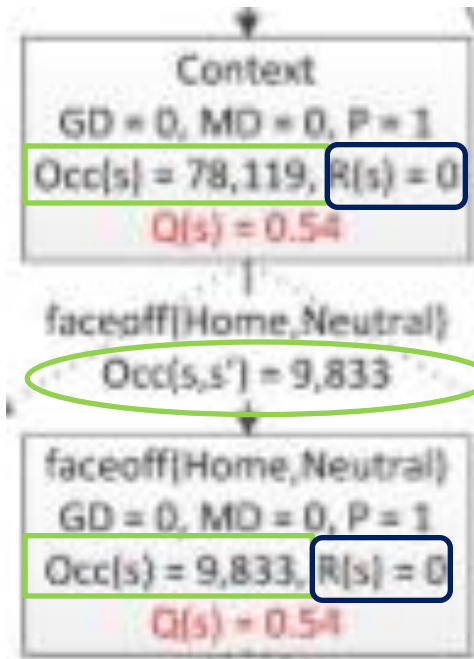 Context
GD = 0, MD = 0, P = 1
Occ(s) = 78,119, R(s) = 0
Q(s) = 0.54
faceoff(Home,Neutral)
Occ(s,s') = 9,833
faceoff(Home,Neutral)
GD = 0, MD = 0, P = 1
Occ(s) = 9,833, R(s) = 0
Q(s) = 0.54